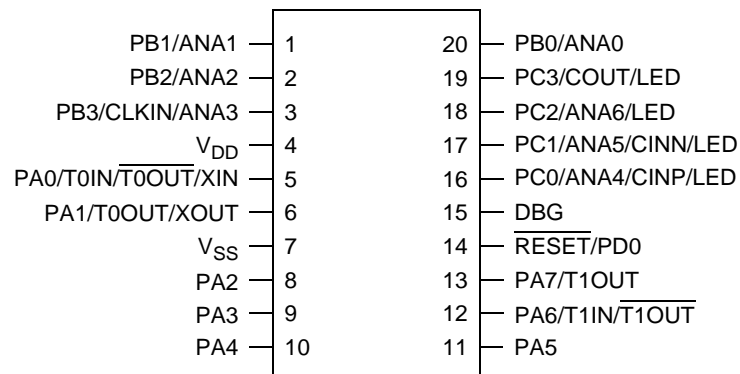 PB1/ANA1 1 20 PB0/ANA0
PB2/ANA2 2 19 PC3/COUT/LED
PB3/CLKIN/ANA3 3 18 PC2/ANA6/LED
VDD 4 17 PC1/ANA5/CINN/LED
PA0/T0IN/T0OUT/XIN 5 16 PC0/ANA4/CINP/LED
PA1/T0OUT/XOUT 6 15 DBG
VSS 7 14 RESET/PD0
PA2 8 13 PA7/T1OUT
PA3 9 12 PA6/T1IN/T1OUT
PA4 10 11 PA5